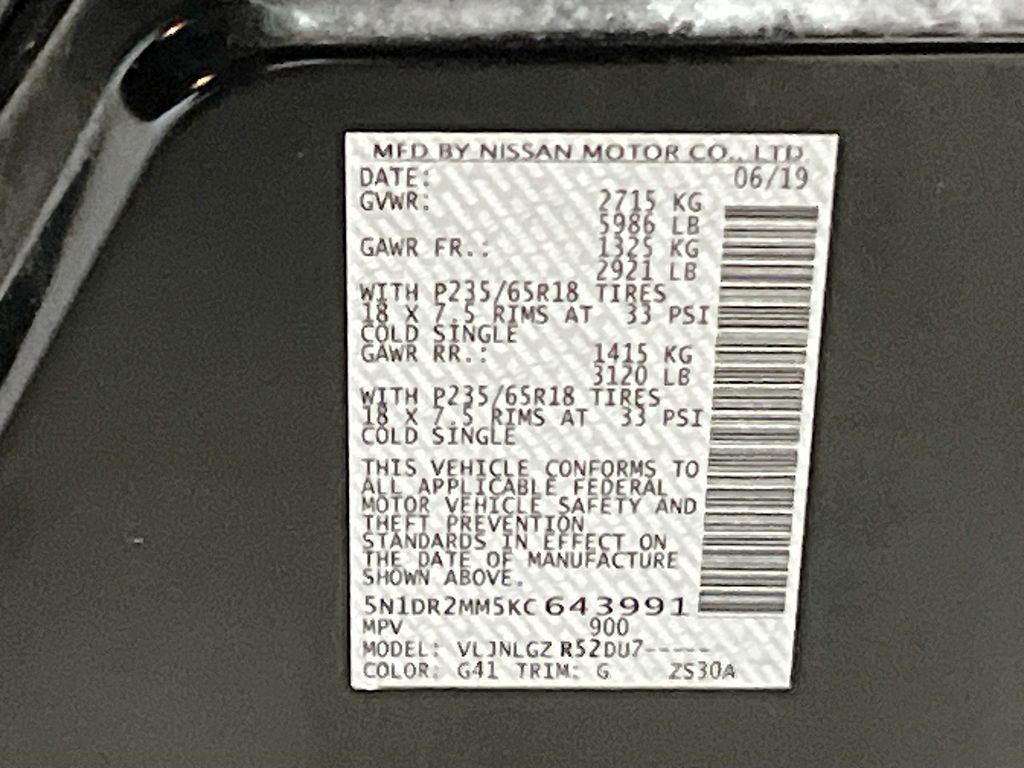 MFD BY NISSAN MOTOR CO., LTD.
DATE: 06/19
GVWR: 2715 KG
5986 LB
GAWR FR.: 1325 KG
2921 LB
WITH P235/65R18 TIRES
18 X 7.5 RIMS AT 33 PSI
COLD SINGLE
GAWR RR.: 1415 KG
3120 LB
WITH P235/65R18 TIRES
18 X 7.5 RIMS AT 33 PSI
COLD SINGLE
THIS VEHICLE CONFORMS TO
ALL APPLICABLE FEDERAL
MOTOR VEHICLE SAFETY AND
THEFT PREVENTION
STANDARDS IN EFFECT ON
THE DATE OF MANUFACTURE
SHOWN ABOVE.
5N1DR2MM5KC643991
MPV 900
MODEL: VLJNLGZ R52DU7-----
COLOR: G41 TRIM: G ZS30A